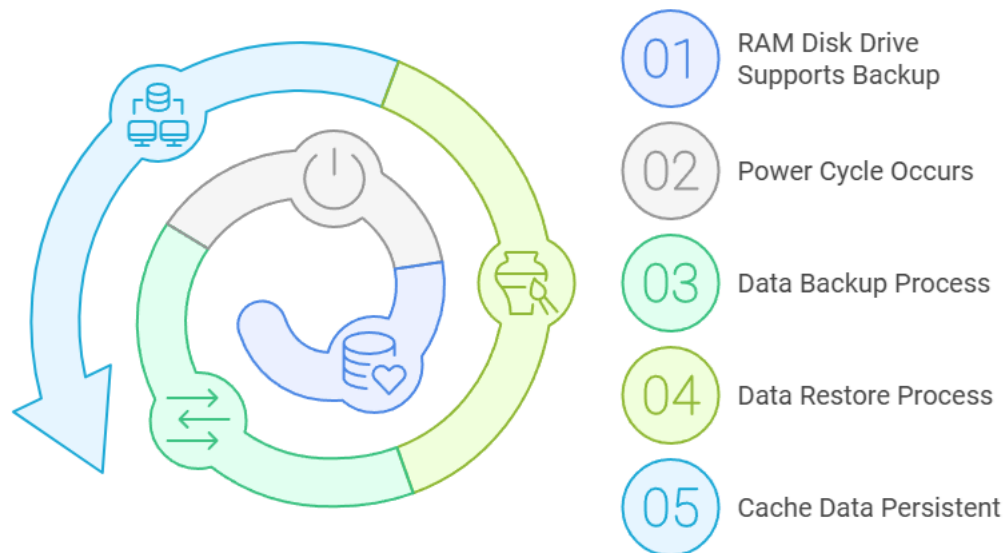 01
RAM Disk Drive
Supports Backup
02
Power Cycle Occurs
03
Data Backup Process
04
Data Restore Process
05
Cache Data Persistent